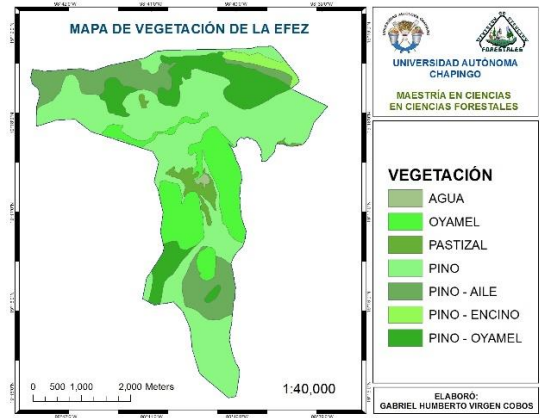 MAPA DE VEGETACIÓN DE LA EFEZ
0 500 1,000 2,000 Meters
1:40,000
FORESTALES
UNIVERSIDAD AUTÓNOMA
CHAPINGO
MAESTRÍA EN CIENCIAS
EN CIENCIAS FORESTALES
VEGETACIÓN
AGUA
OYAMEL
PASTIZAL
PINO
PINO - AILE
PINO - ENCINO
PINO - OYAMEL
ELABORÓ:
GABRIEL HUMBERTO VIRGEN COBOS